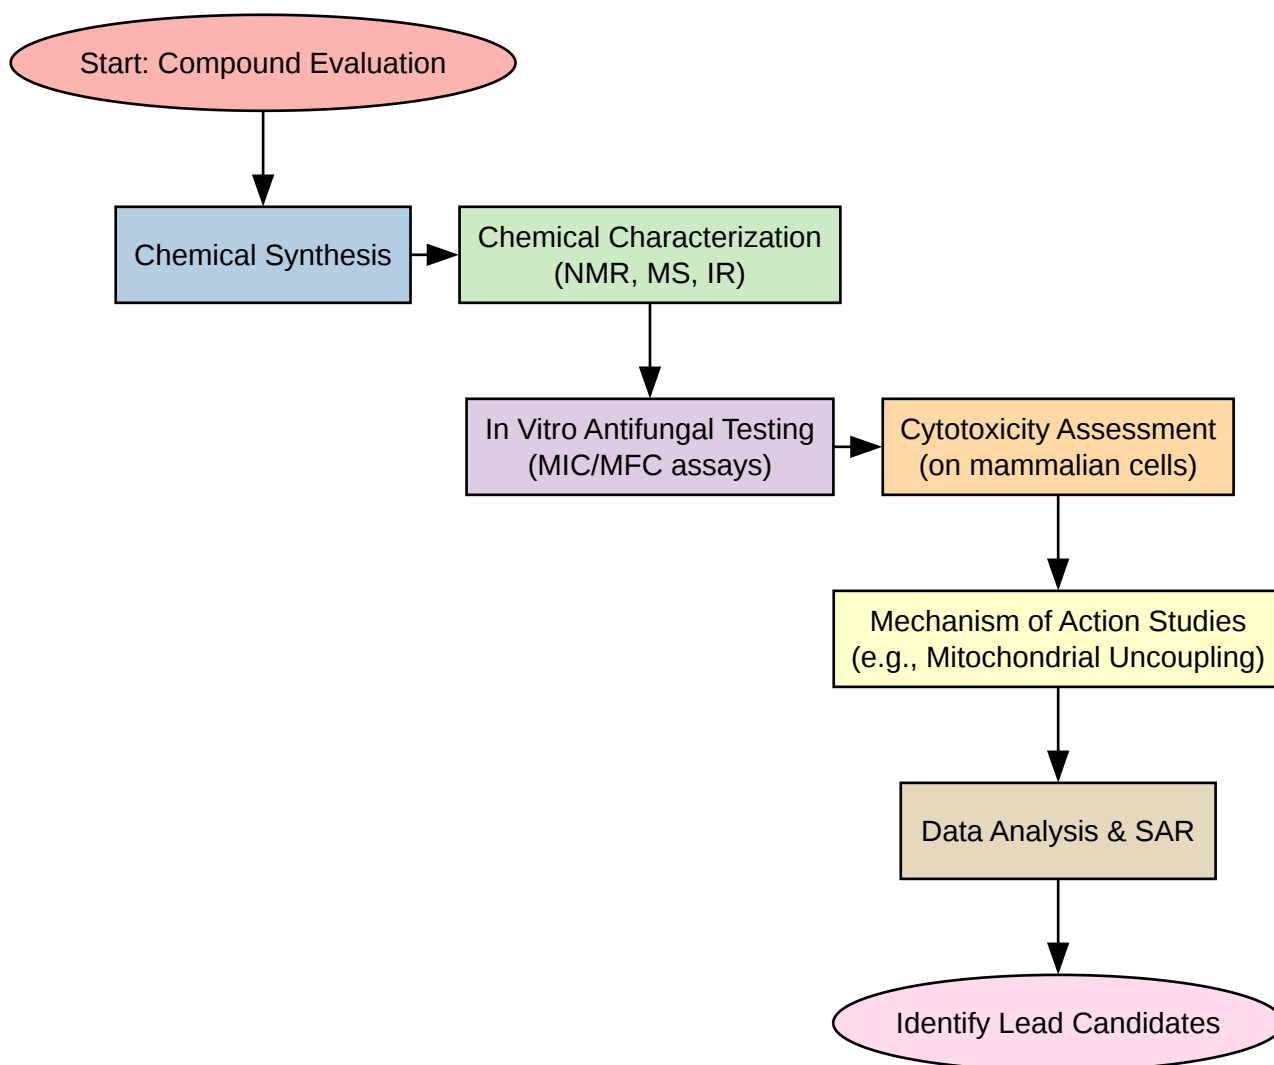 Start: Compound Evaluation
Chemical Synthesis
Chemical Characterization
(NMR, MS, IR)
In Vitro Antifungal Testing
(MIC/MFC assays)
Cytotoxicity Assessment
(on mammalian cells)
Mechanism of Action Studies
(e.g., Mitochondrial Uncoupling)
Data Analysis & SAR
Identify Lead Candidates